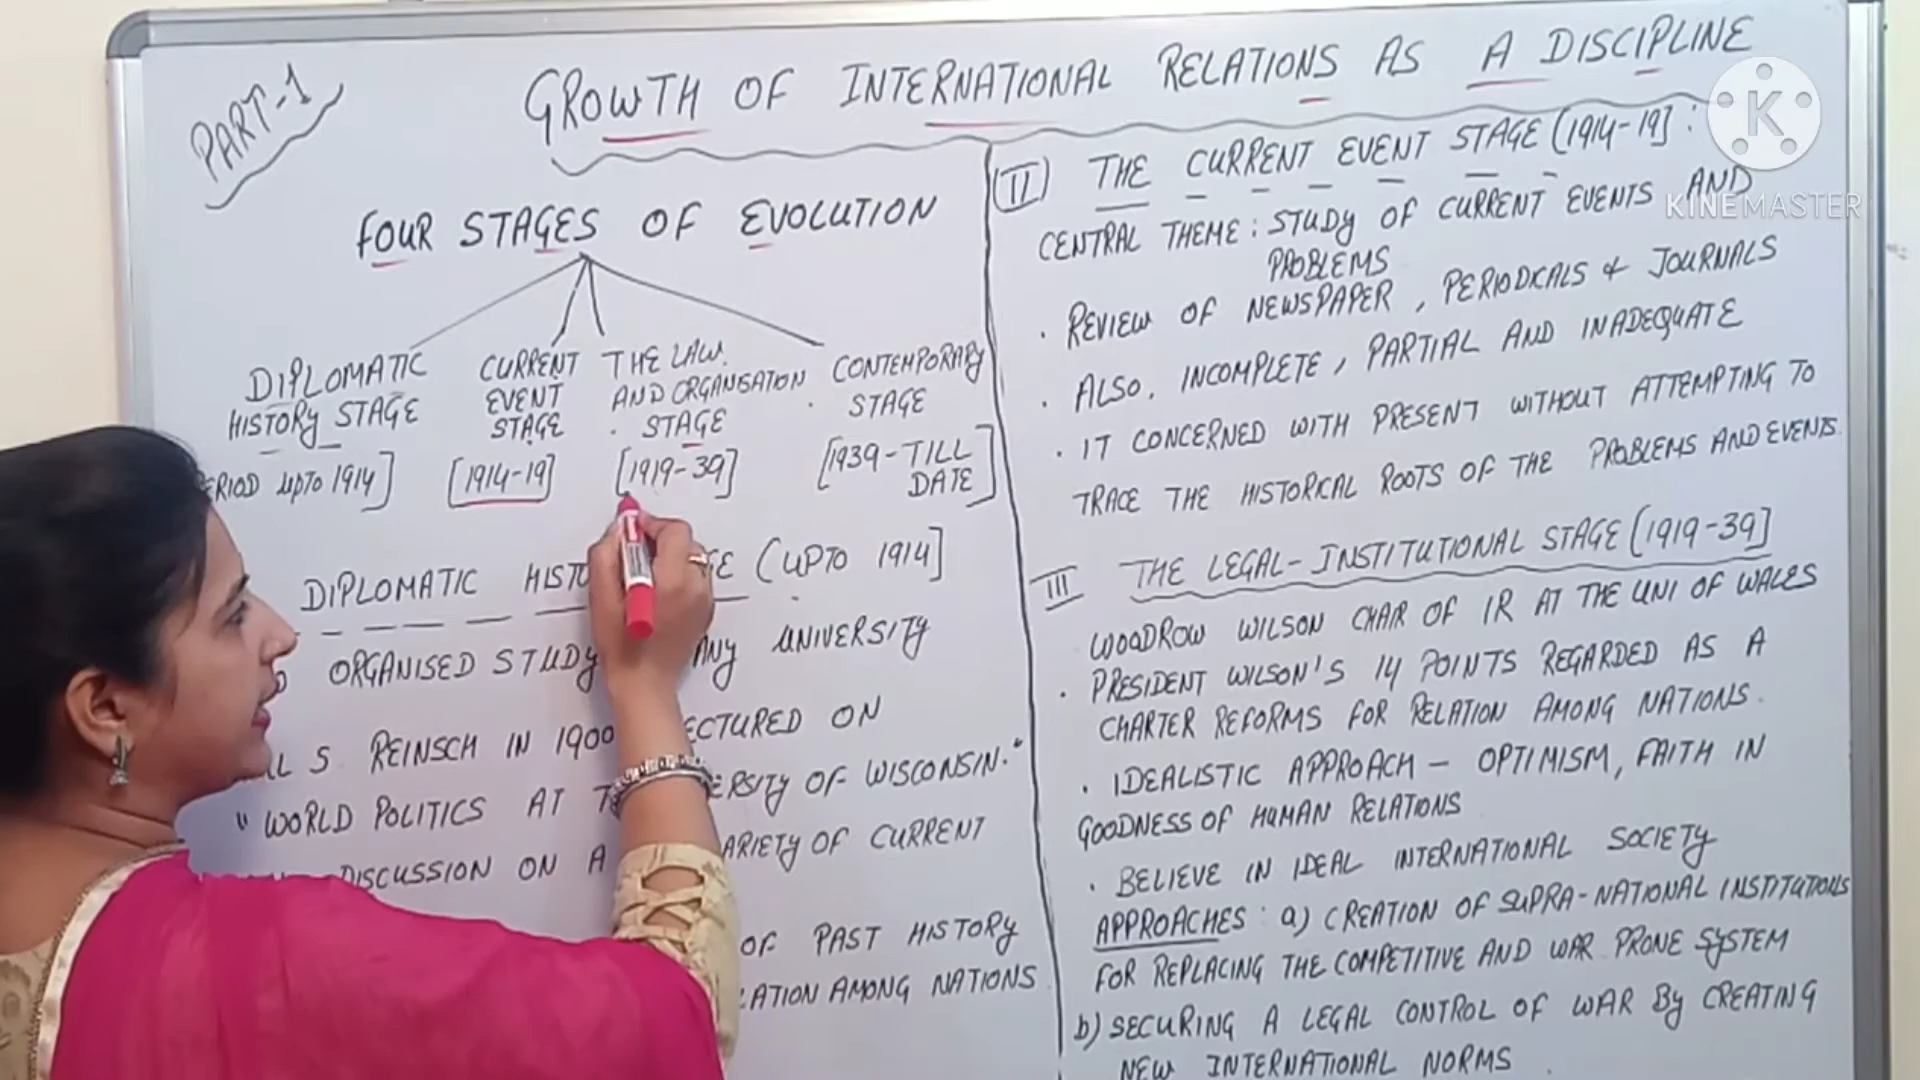 PART-1
GROWTH OF INTERNATIONAL RELATIONS AS A DISCIPLINE
FOUR STAGES OF EVOLUTION
DIPLOMATIC
HISTORY STAGE
UPTO 1914]
CURRENT
EVENT
STAGE
[1914-19]
THE LAW
AND ORGANISATION
STAGE
[1919-39]
CONTEMPORARY
STAGE
[1939-TILL
DATE]
DIPLOMATIC (UPTO 1914]
ORGANISED STUDY ANY UNIVERSITY
S. REINSCH IN 1900 ON
"WORLD POLITICS AT OF WISCONSIN."
DISCUSSION ON A OF CURRENT
OF PAST HISTORY
AMONG NATIONS
II) THE CURRENT EVENT STAGE (1914-19] :
CENTRAL THEME : STUDY OF CURRENT EVENTS AND
PROBLEMS
· REVIEW OF NEWSPAPER, PERIODICALS & JOURNALS
· ALSO, INCOMPLETE, PARTIAL AND INADEQUATE
· IT CONCERNED WITH PRESENT WITHOUT ATTEMPTING TO
TRACE THE HISTORICAL ROOTS OF THE PROBLEMS AND EVENTS.
III THE LEGAL-INSTITUTIONAL STAGE [1919-39]
WOODROW WILSON CHAIR OF IR AT THE UNI OF WALES
· PRESIDENT WILSON'S 14 POINTS REGARDED AS A
CHARTER REFORMS FOR RELATION AMONG NATIONS.
· IDEALISTIC APPROACH - OPTIMISM, FAITH IN
GOODNESS OF HUMAN RELATIONS
· BELIEVE IN IDEAL INTERNATIONAL SOCIETY
APPROACHES : a) CREATION OF SUPRA-NATIONAL INSTITUTIONS
FOR REPLACING THE COMPETITIVE AND WAR PRONE SYSTEM
b) SECURING A LEGAL CONTROL OF WAR BY CREATING
NEW INTERNATIONAL NORMS
K
KINEMASTER